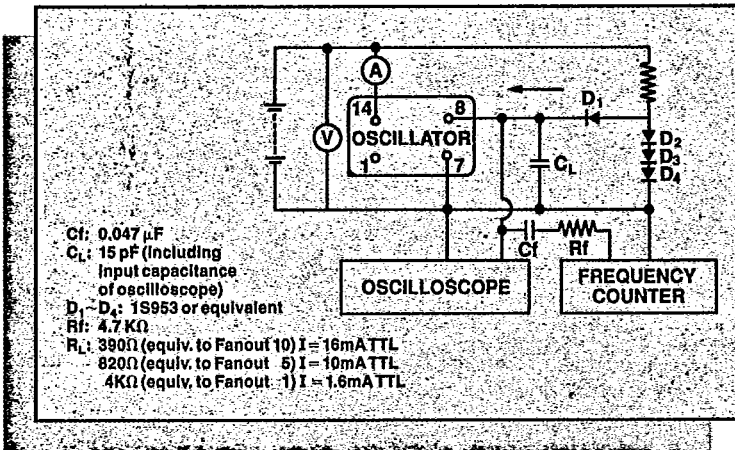 A
14
8
D1
OSCILLATOR
V
1
7
CL
D2
D3
D4
Cf
Rf
OSCILLOSCOPE
FREQUENCY
COUNTER
Cf: 0.047 µF
CL: 15 pF (including
input capacitance
of oscilloscope)
D1~D4: 1S953 or equivalent
Rf: 4.7 KΩ
RL: 390Ω (equiv. to Fanout 10) I = 16mA TTL
820Ω (equiv. to Fanout 5) I = 10mA TTL
4KΩ (equiv. to Fanout 1) I = 1.6mA TTL